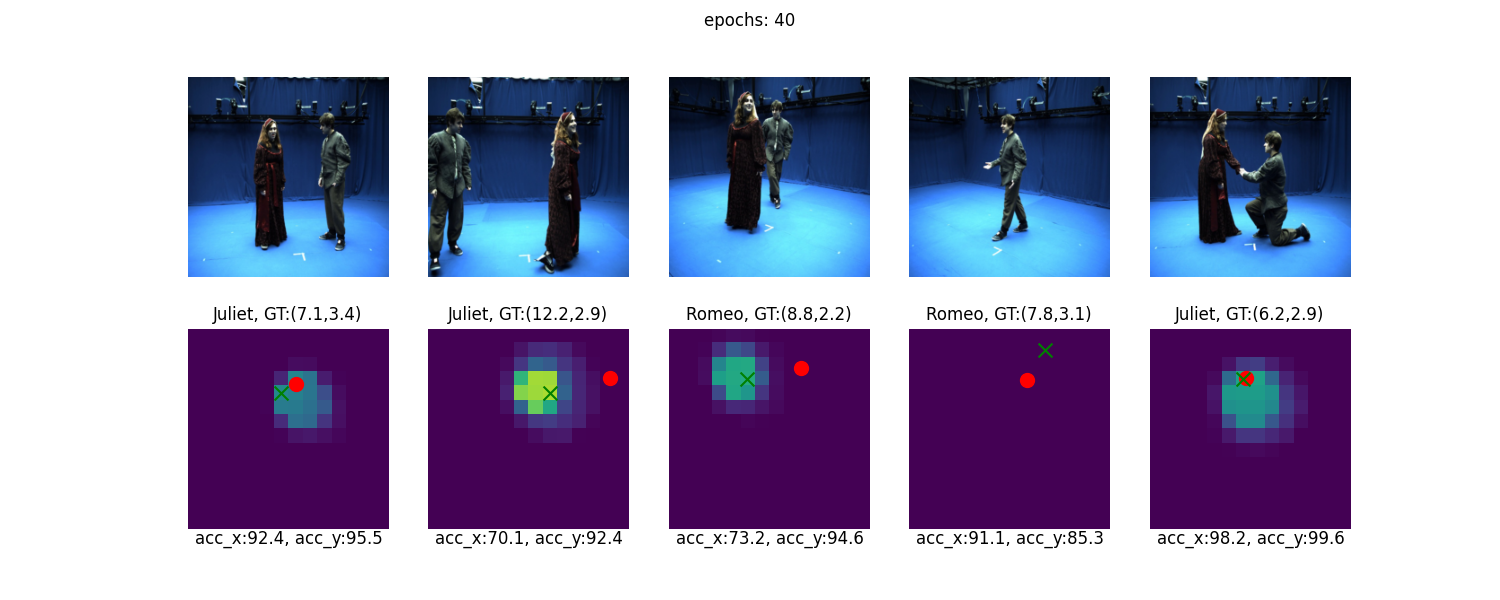 epochs: 40
Juliet, GT:(7.1,3.4)
Juliet, GT:(12.2,2.9)
Romeo, GT:(8.8,2.2)
Romeo, GT:(7.8,3.1)
Juliet, GT:(6.2,2.9)
acc_x:92.4, acc_y:95.5
acc_x:70.1, acc_y:92.4
acc_x:73.2, acc_y:94.6
acc_x:91.1, acc_y:85.3
acc_x:98.2, acc_y:99.6